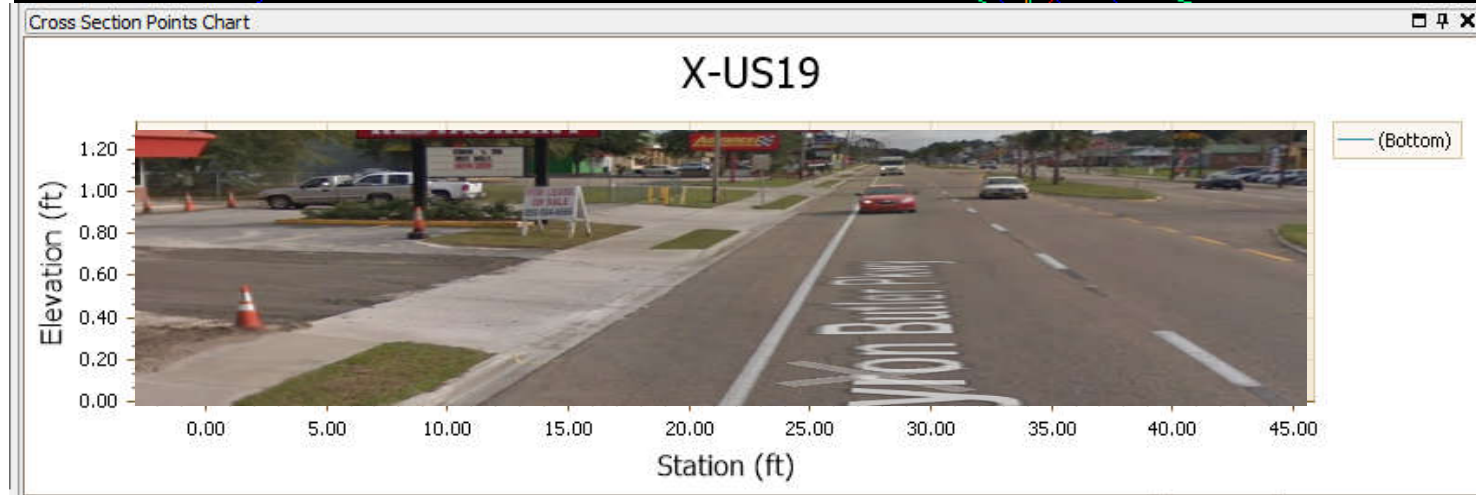 Cross Section Points Chart
X-US19
(Bottom)
Elevation (ft)
1.20
1.00
0.80
0.60
0.40
0.20
0.00
RESTAURANT
FOR LEASE
OR SALE
yron Butler Pkwy
0.00 5.00 10.00 15.00 20.00 25.00 30.00 35.00 40.00 45.00
Station (ft)